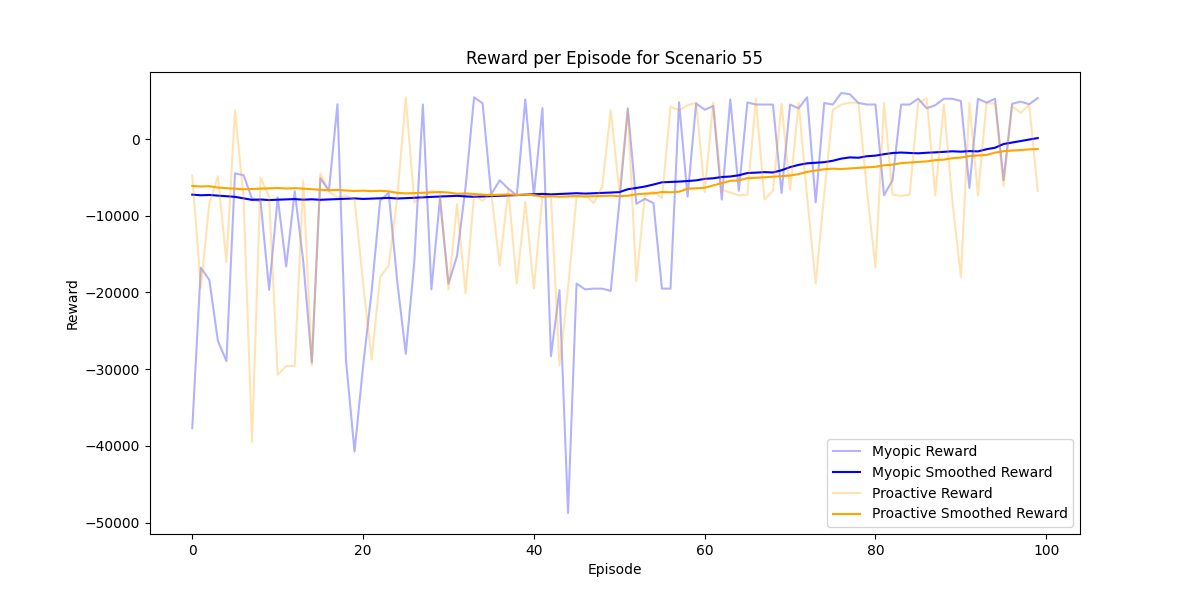 Reward per Episode for Scenario 55
Reward
0
−10000
−20000
−30000
−40000
−50000
0 20 40 60 80 100
Episode
Myopic Reward
Myopic Smoothed Reward
Proactive Reward
Proactive Smoothed Reward